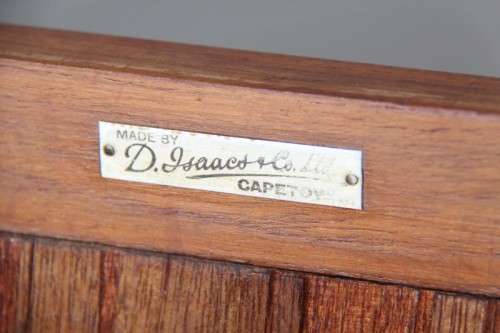 MADE BY
D. Isaacs & Co. Ltd
CAPETOWN